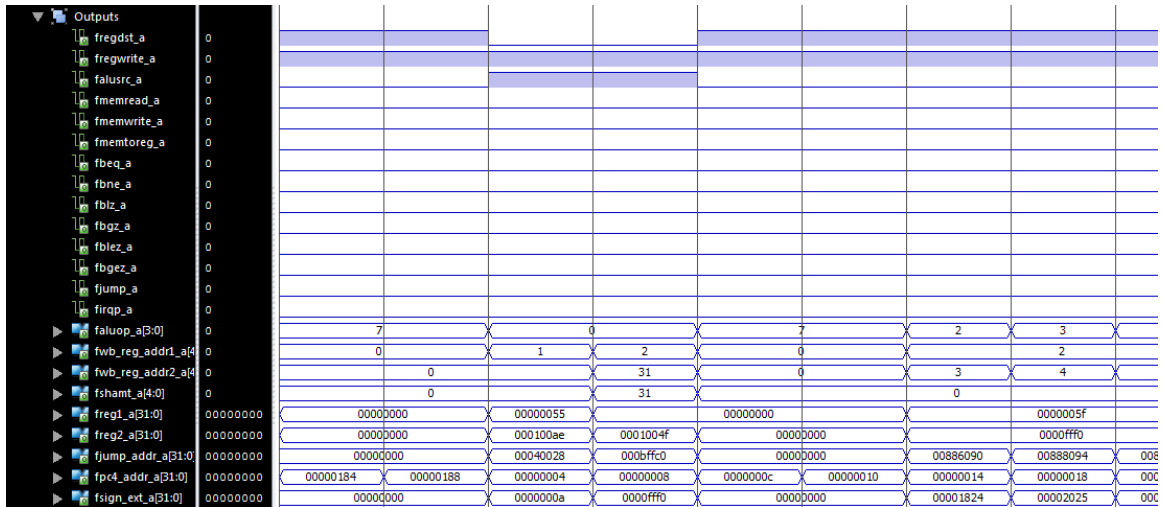 Outputs
fregdst_a 0
fregwrite_a 0
falusrc_a 0
fmemread_a 0
fmemwrite_a 0
fmemtoreg_a 0
fbeq_a 0
fbne_a 0
fblz_a 0
fbgz_a 0
fblez_a 0
fbgez_a 0
fjump_a 0
firqp_a 0
faluop_a[3:0] 0 7 0 7 2 3
fwb_reg_addr1_a[4 0 0 1 2 0 2
fwb_reg_addr2_a[4 0 0 31 0 3 4
fshamt_a[4:0] 0 0 31 0
freg1_a[31:0] 00000000 00000000 00000055 00000000 0000005f
freg2_a[31:0] 00000000 00000000 000100ae 0001004f 00000000 0000fff0
fjump_addr_a[31:0] 00000000 00000000 00040028 000bffc0 00000000 00886090 00888094 008
fpc4_addr_a[31:0] 00000000 00000184 00000188 00000004 00000008 0000000c 00000010 00000014 00000018 000
fsign_ext_a[31:0] 00000000 00000000 0000000a 0000fff0 00000000 00001824 00002025 000